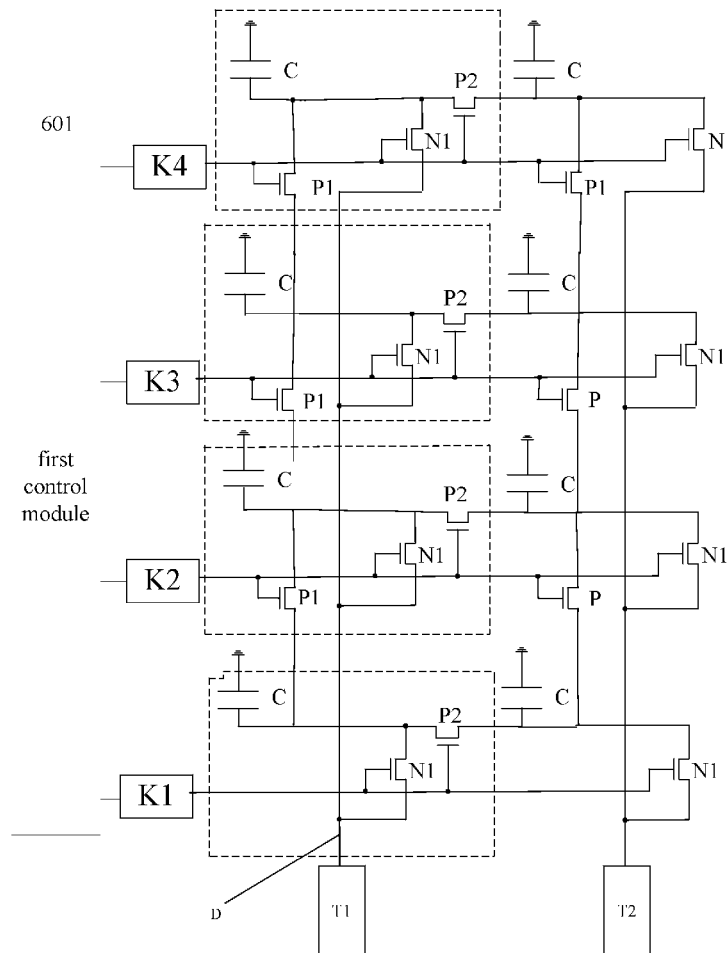 C
P2
C
601
N1
N
K4
P1
P1
C
P2
C
N1
N1
K3
P1
P
first
control
module
C
P2
C
N1
N1
K2
P1
P
C
P2
C
N1
N1
K1
D
T1
T2